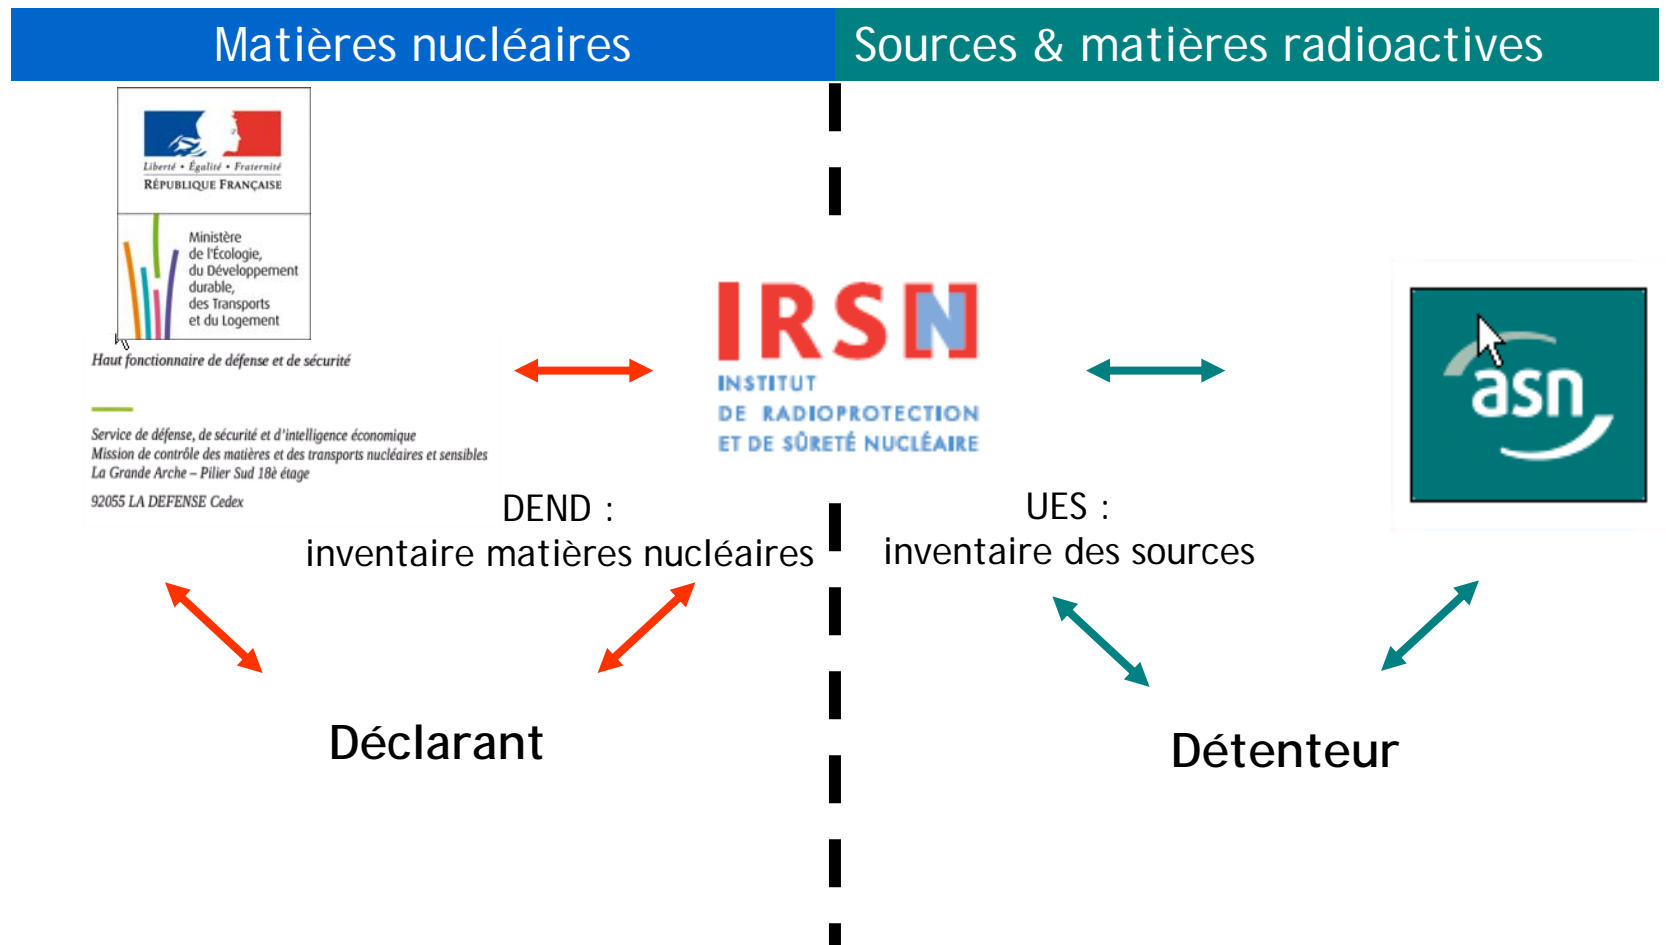 Matières nucléaires
Sources & matières radioactives
Liberté • Égalité • Fraternité
RÉPUBLIQUE FRANÇAISE
Ministère
de l'Écologie,
du Développement
durable,
des Transports
et du Logement
Haut fonctionnaire de défense et de sécurité
Service de défense, de sécurité et d'intelligence économique
Mission de contrôle des matières et des transports nucléaires et sensibles
La Grande Arche – Pilier Sud 18è étage
92055 LA DEFENSE Cedex
IRSN
INSTITUT
DE RADIOPROTECTION
ET DE SÛRETÉ NUCLÉAIRE
asn
DEND :
inventaire matières nucléaires
UES :
inventaire des sources
Déclarant
Détenteur